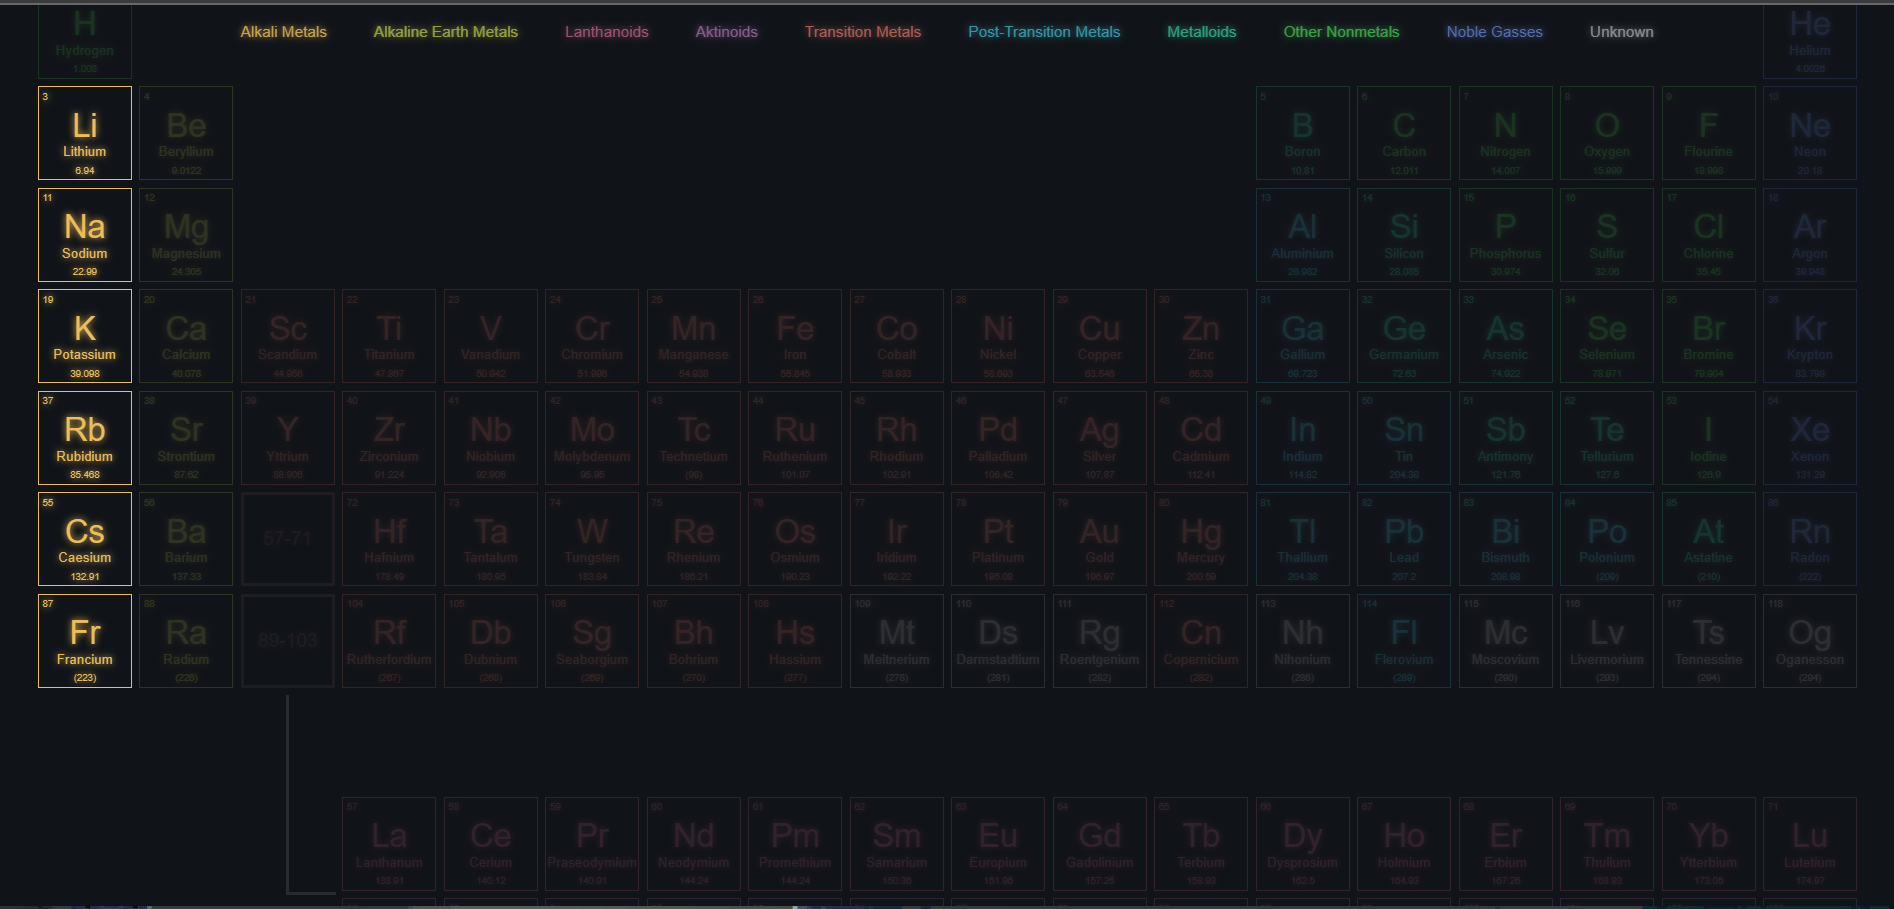 H
Hydrogen
1.008
Alkali Metals Alkaline Earth Metals Lanthanoids Aktinoids Transition Metals Post-Transition Metals Metalloids Other Nonmetals Noble Gasses Unknown
He
Helium
4.0026
3 4 5 6 7 8 9 10
Li Be B C N O F Ne
Lithium Beryllium Boron Carbon Nitrogen Oxygen Flourine Neon
6.94 9.0122 10.81 12.011 14.007 15.999 18.998 20.18
11 12 13 14 15 16 17 18
Na Mg Al Si P S Cl Ar
Sodium Magnesium Aluminium Silicon Phosphorus Sulfur Chlorine Argon
22.99 24.305 26.982 28.085 30.974 32.06 35.45 39.948
19 20 21 22 23 24 25 26 27 28 29 30 31 32 33 34 35 36
K Ca Sc Ti V Cr Mn Fe Co Ni Cu Zn Ga Ge As Se Br Kr
Potassium Calcium Scandium Titanium Vanadium Chromium Manganese Iron Cobalt Nickel Copper Zinc Gallium Germanium Arsenic Selenium Bromine Krypton
39.098 40.078 44.956 47.867 50.942 51.996 54.938 55.845 58.933 58.693 63.546 65.38 69.723 72.63 74.922 78.971 79.904 83.798
37 38 39 40 41 42 43 44 45 46 47 48 49 50 51 52 53 54
Rb Sr Y Zr Nb Mo Tc Ru Rh Pd Ag Cd In Sn Sb Te I Xe
Rubidium Strontium Yttrium Zirconium Niobium Molybdenum Technetium Ruthenium Rhodium Palladium Silver Cadmium Indium Tin Antimony Tellurium Iodine Xenon
85.468 87.62 88.906 91.224 92.906 95.95 (98) 101.07 102.91 106.42 107.87 112.41 114.82 204.38 121.76 127.6 126.9 131.29
55 56 72 73 74 75 76 77 78 79 80 81 82 83 84 85 86
Cs Ba 57-71 Hf Ta W Re Os Ir Pt Au Hg Tl Pb Bi Po At Rn
Caesium Barium Hafnium Tantalum Tungsten Rhenium Osmium Iridium Platinum Gold Mercury Thallium Lead Bismuth Polonium Astatine Radon
132.91 137.33 178.49 180.95 183.84 186.21 190.23 192.22 195.08 196.97 200.59 204.38 207.2 208.98 (209) (210) (222)
87 88 104 105 106 107 108 109 110 111 112 113 114 115 116 117 118
Fr Ra 89-103 Rf Db Sg Bh Hs Mt Ds Rg Cn Nh Fl Mc Lv Ts Og
Francium Radium Rutherfordium Dubnium Seaborgium Bohrium Hassium Meitnerium Darmstadtium Roentgenium Copernicium Nihonium Flerovium Moscovium Livermorium Tennessine Oganesson
(223) (226) (267) (268) (269) (270) (277) (278) (281) (282) (282) (286) (289) (290) (293) (294) (294)
57 58 59 60 61 62 63 64 65 66 67 68 69 70 71
La Ce Pr Nd Pm Sm Eu Gd Tb Dy Ho Er Tm Yb Lu
Lanthanum Cerium Praseodymium Neodymium Promethium Samarium Europium Gadolinium Terbium Dysprosium Holmium Erbium Thulium Ytterbium Lutetium
138.91 140.12 140.91 144.24 144.24 150.36 151.96 157.25 158.93 162.5 164.93 167.26 168.93 173.05 174.97